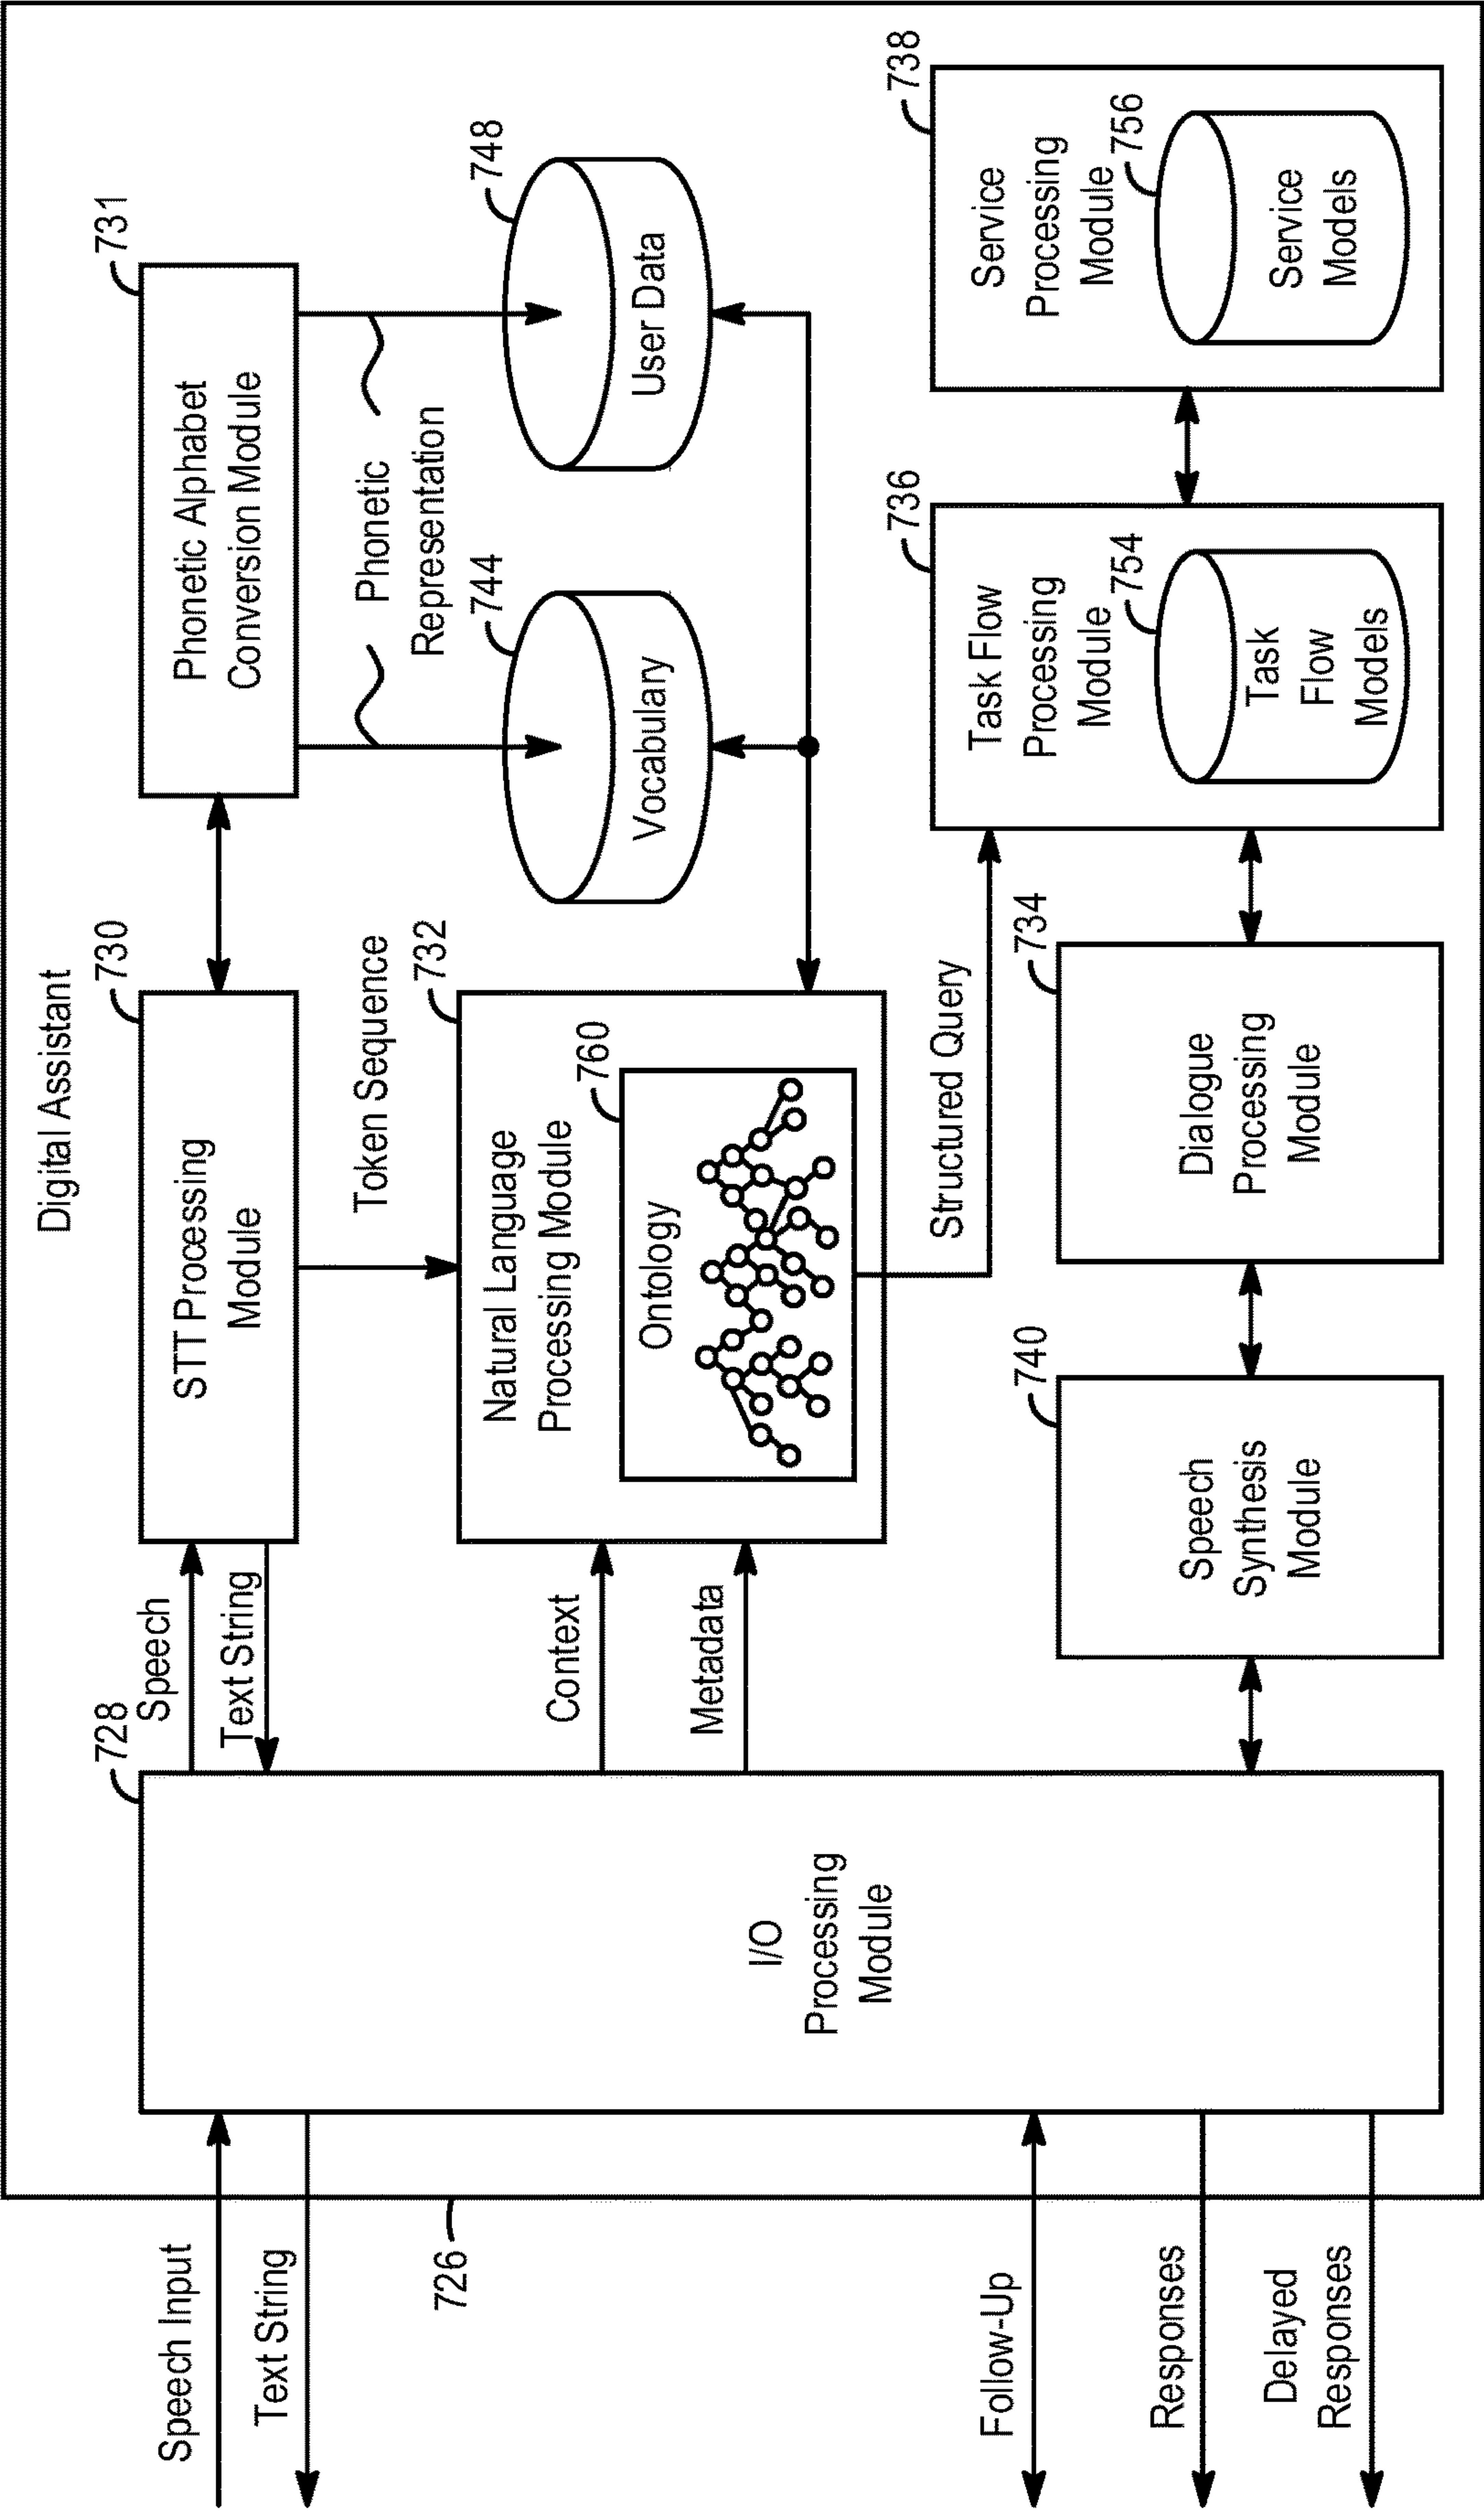 Digital Assistant
Speech Input
Text String
726
728
Speech
Text String
730
STT Processing
Module
731
Phonetic Alphabet
Conversion Module
Token Sequence
Phonetic
Representation
Context
Metadata
732
Natural Language
Processing Module
760
Ontology
744
Vocabulary
748
User Data
I/O
Processing
Module
Structured Query
Follow-Up
Responses
Delayed
Responses
740
Speech
Synthesis
Module
734
Dialogue
Processing
Module
736
Task Flow
Processing
Module
754
Task
Flow
Models
738
Service
Processing
Module
756
Service
Models